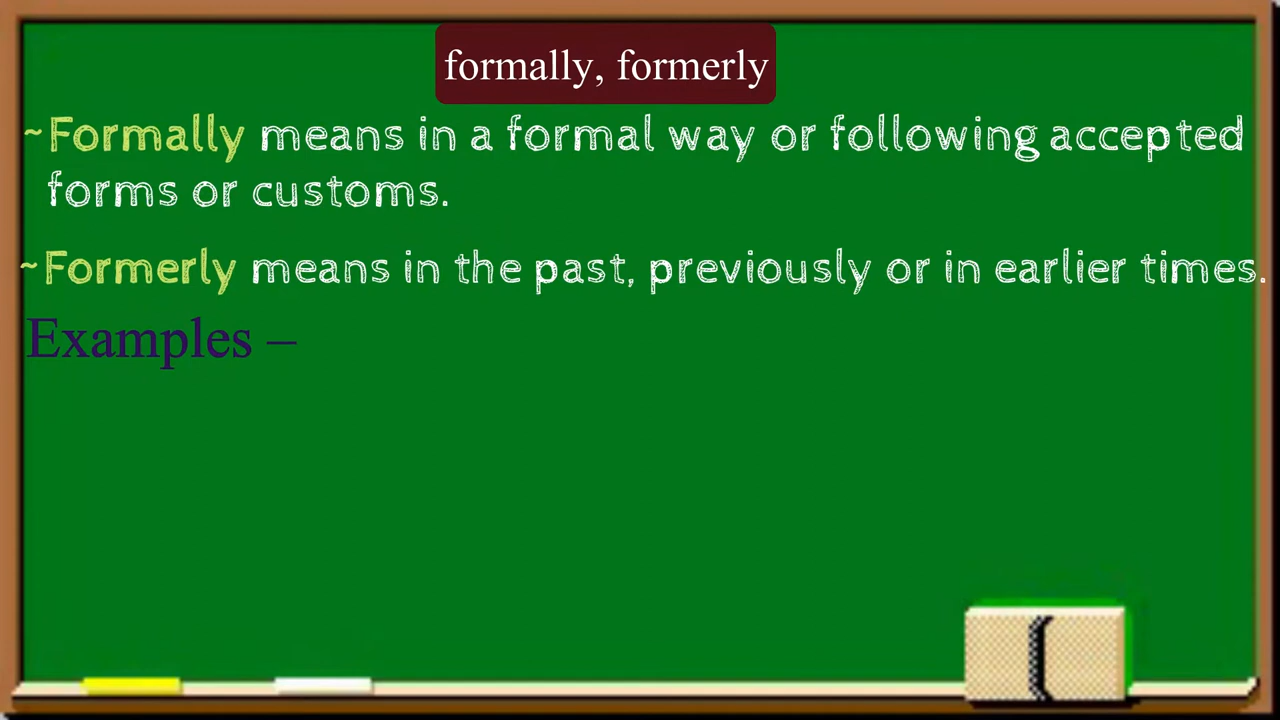 formally, formerly
~Formally means in a formal way or following accepted
forms or customs.
~Formerly means in the past, previously or in earlier times.
Examples –